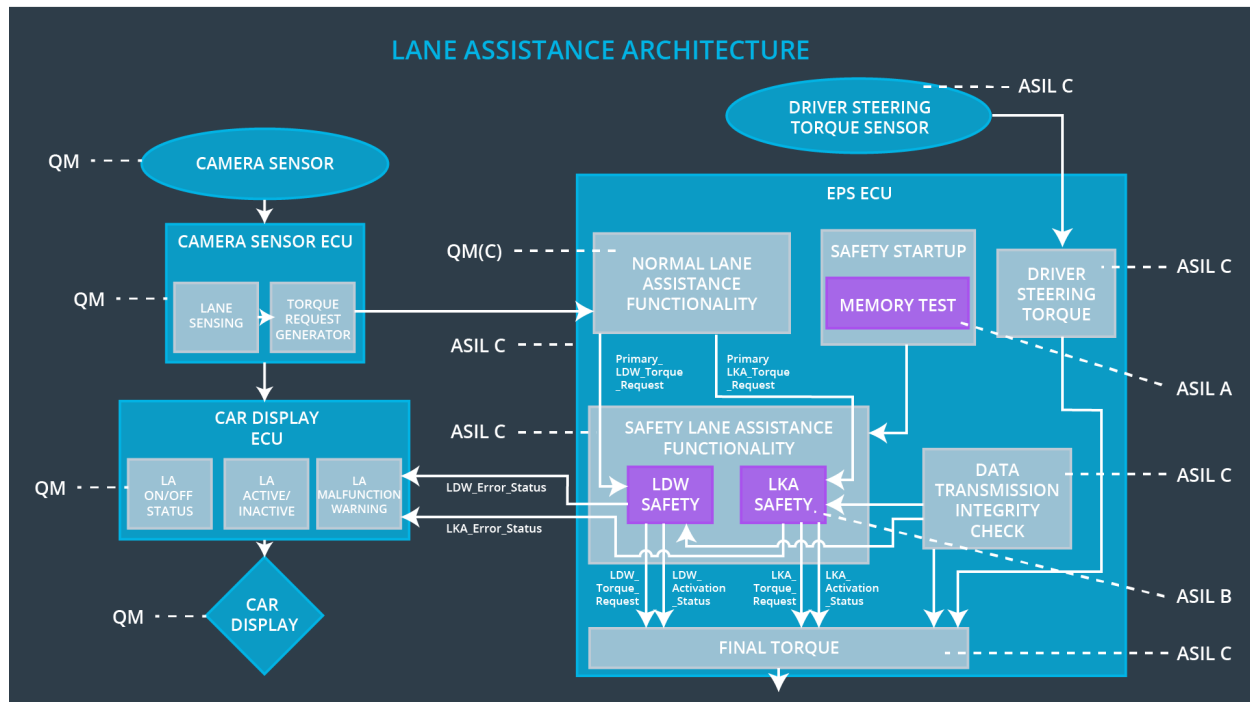 LANE ASSISTANCE ARCHITECTURE
ASIL C
DRIVER STEERING
TORQUE SENSOR
QM
CAMERA SENSOR
EPS ECU
CAMERA SENSOR ECU
QM
LANE
SENSING
TORQUE
REQUEST
GENERATOR
QM(C)
NORMAL LANE
ASSISTANCE
FUNCTIONALITY
SAFETY STARTUP
MEMORY TEST
DRIVER
STEERING
TORQUE
ASIL C
ASIL C
ASIL A
Primary_
LDW_Torque
_Request
Primary
LKA_Torque
_Request
ASIL C
SAFETY LANE ASSISTANCE
FUNCTIONALITY
LDW
SAFETY
LKA
SAFETY
DATA
TRANSMISSION
INTEGRITY
CHECK
ASIL C
CAR DISPLAY
ECU
QM
LA
ON/OFF
STATUS
LA
ACTIVE/
INACTIVE
LA
MALFUNCTION
WARNING
LDW_Error_Status
LKA_Error_Status
LDW_
Torque_
Request
LDW_
Activation
_Status
LKA_
Torque_
Request
LKA_
Activation
_Status
ASIL B
QM
CAR
DISPLAY
FINAL TORQUE
ASIL C